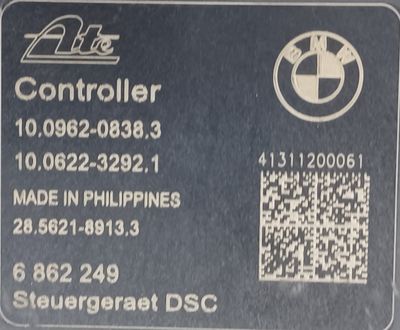 Ate
BMW
Controller
10.0962-0838.3
10.0622-3292.1
41311200061
MADE IN PHILIPPINES
28.5621-8913.3
6 862 249
Steuergeraet DSC